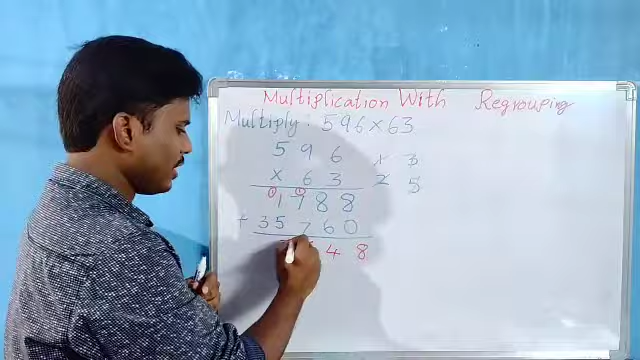 Multiplication With Regrouping
Multiply: 596×63
5 9 6 × 3
× 6 3 2 5
1 7 8 8
+ 3 5 7 6 0
4 8